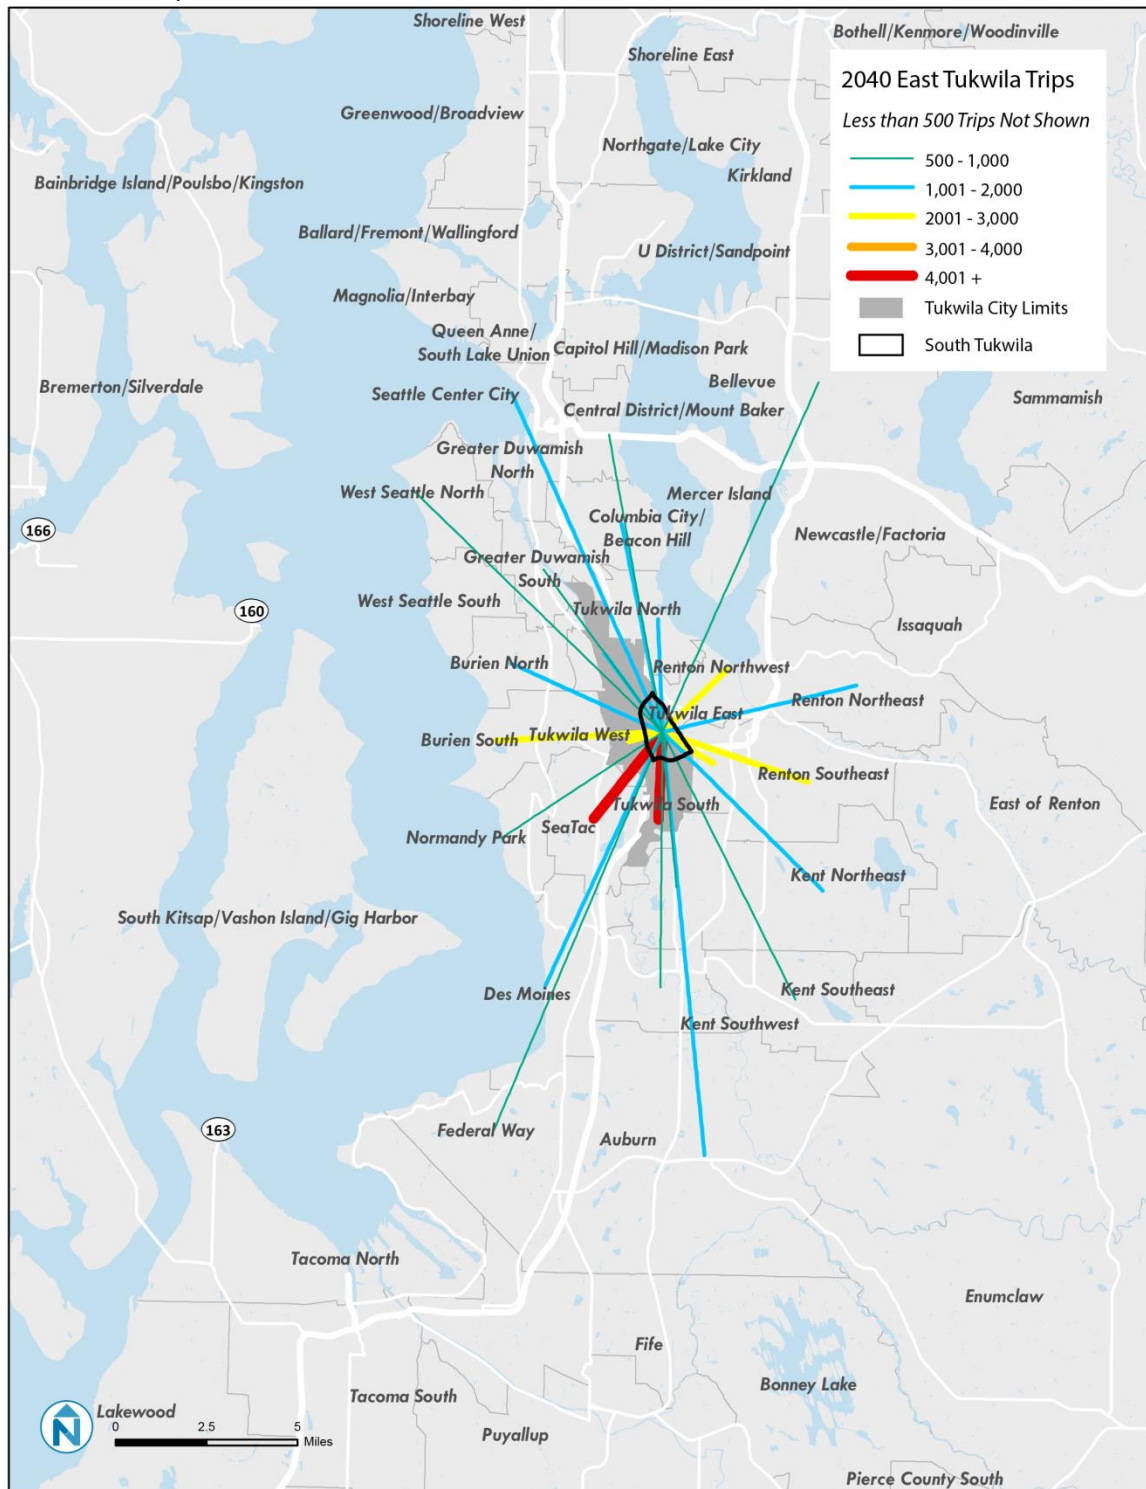 Shoreline West
Bothell/Kenmore/Woodinville
Shoreline East
2040 East Tukwila Trips
Less than 500 Trips Not Shown
500 - 1,000
1,001 - 2,000
2001 - 3,000
3,001 - 4,000
4,001 +
Tukwila City Limits
South Tukwila
Greenwood/Broadview
Northgate/Lake City
Kirkland
Bainbridge Island/Poulsbo/Kingston
Ballard/Fremont/Wallingford
U District/Sandpoint
Magnolia/Interbay
Queen Anne/
South Lake Union
Capitol Hill/Madison Park
Bellevue
Bremerton/Silverdale
Seattle Center City
Central District/Mount Baker
Sammamish
Greater Duwamish
North
West Seattle North
Mercer Island
Columbia City/
Beacon Hill
Newcastle/Factoria
166
Greater Duwamish
South
West Seattle South
Tukwila North
160
Issaquah
Burien North
Renton Northwest
Renton Northeast
Tukwila East
Burien South
Tukwila West
Renton Southeast
Tukwila South
East of Renton
SeaTac
Normandy Park
Kent Northeast
South Kitsap/Vashon Island/Gig Harbor
Des Moines
Kent Southeast
Kent Southwest
163
Federal Way
Auburn
Tacoma North
Enumclaw
Fife
Bonney Lake
Tacoma South
Lakewood
Puyallup
Pierce County South
N
0 2.5 5
Miles